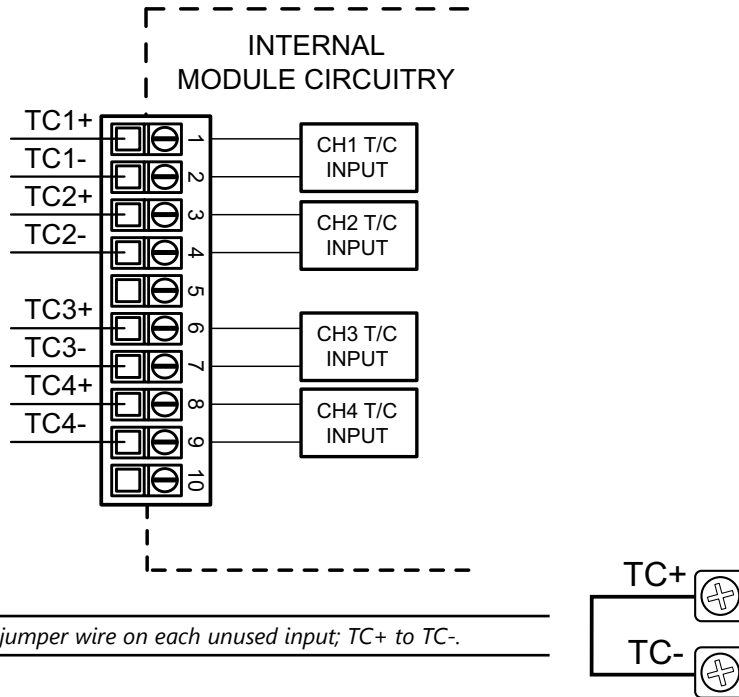 INTERNAL
MODULE CIRCUITRY
TC1+
TC1-
TC2+
TC2-
TC3+
TC3-
TC4+
TC4-
1
2
3
4
5
6
7
8
9
10
CH1 T/C
INPUT
CH2 T/C
INPUT
CH3 T/C
INPUT
CH4 T/C
INPUT
jumper wire on each unused input; TC+ to TC-.
TC+
TC-